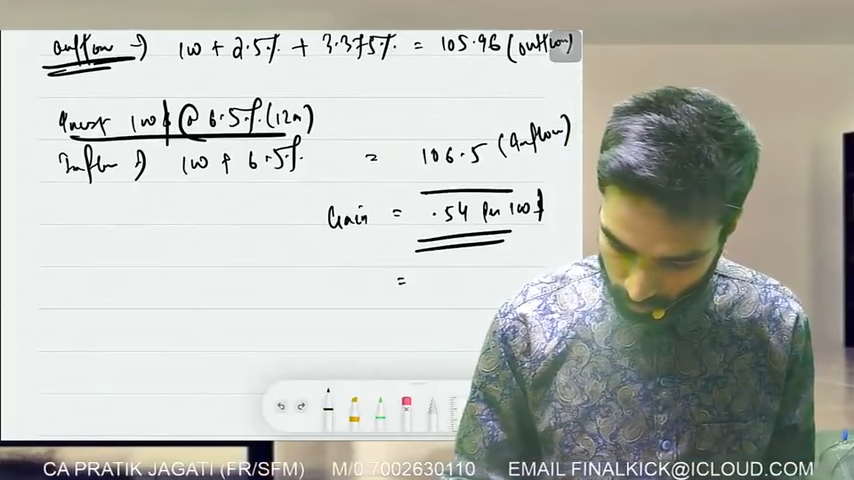 outflow → 100 + 2.5% + 3.375% = 105.96 (outflow)
Invest 100 £ @ 6.5% (12m)
Inflow → 100 + 6.5% = 106.5 (Inflow)
Gain = .54 per 100 £
=
CA PRATIK JAGATI (FR/SFM) M/0 7002630110 EMAIL FINALKICK@ICLOUD.COM